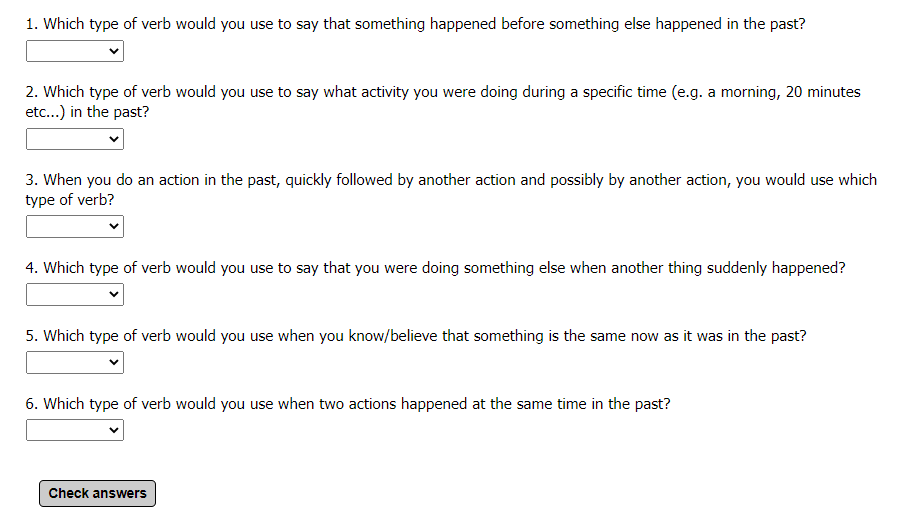 1. Which type of verb would you use to say that something happened before something else happened in the past?
2. Which type of verb would you use to say what activity you were doing during a specific time (e.g. a morning, 20 minutes
etc...) in the past?
3. When you do an action in the past, quickly followed by another action and possibly by another action, you would use which
type of verb?
4. Which type of verb would you use to say that you were doing something else when another thing suddenly happened?
5. Which type of verb would you use when you know/believe that something is the same now as it was in the past?
6. Which type of verb would you use when two actions happened at the same time in the past?
Check answers